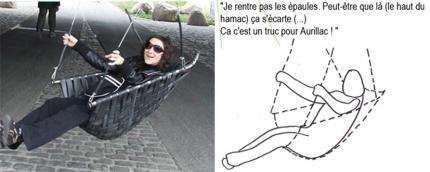 "Je rentre pas les épaules. Peut-être que là (le haut du
hamac) ça s'écarte (...)
Ca c'est un truc pour Aurillac ! "